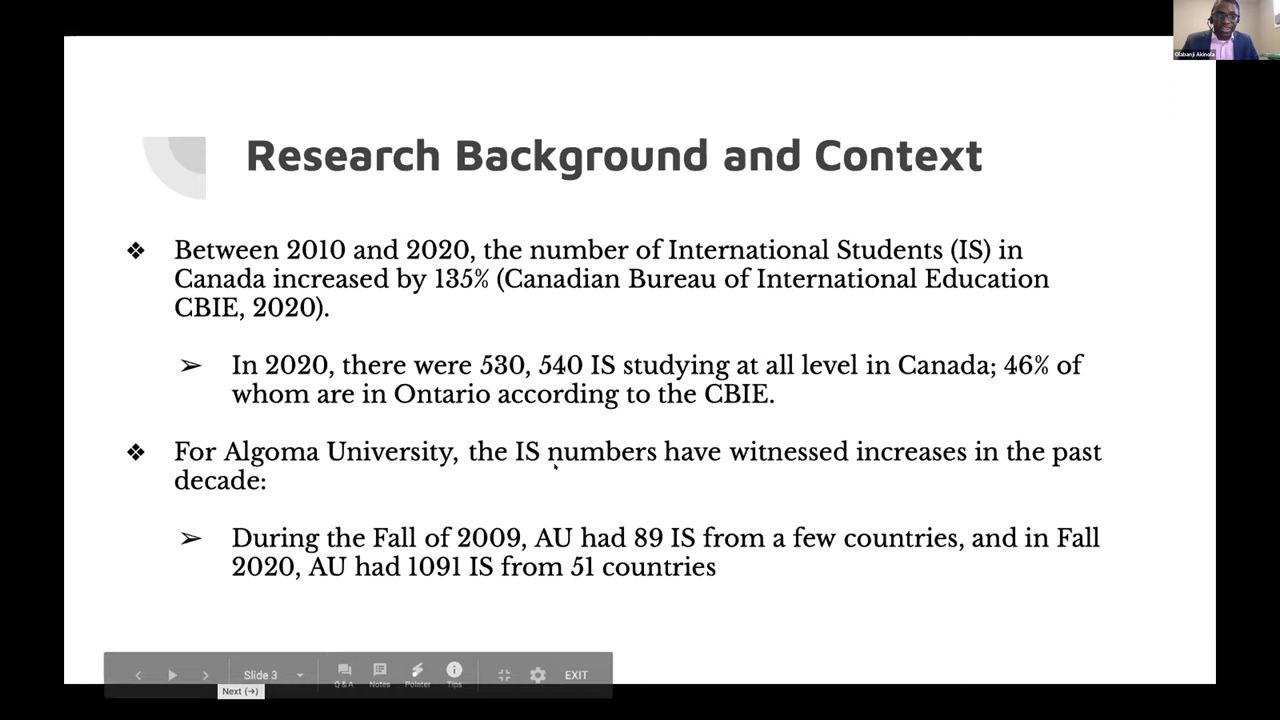 Olabanji Akinola
Research Background and Context
❖ Between 2010 and 2020, the number of International Students (IS) in
Canada increased by 135% (Canadian Bureau of International Education
CBIE, 2020).
➢ In 2020, there were 530, 540 IS studying at all level in Canada; 46% of
whom are in Ontario according to the CBIE.
❖ For Algoma University, the IS numbers have witnessed increases in the past
decade:
➢ During the Fall of 2009, AU had 89 IS from a few countries, and in Fall
2020, AU had 1091 IS from 51 countries
Slide 3
Q & A Notes Pointer Tips
EXIT
Next (→)